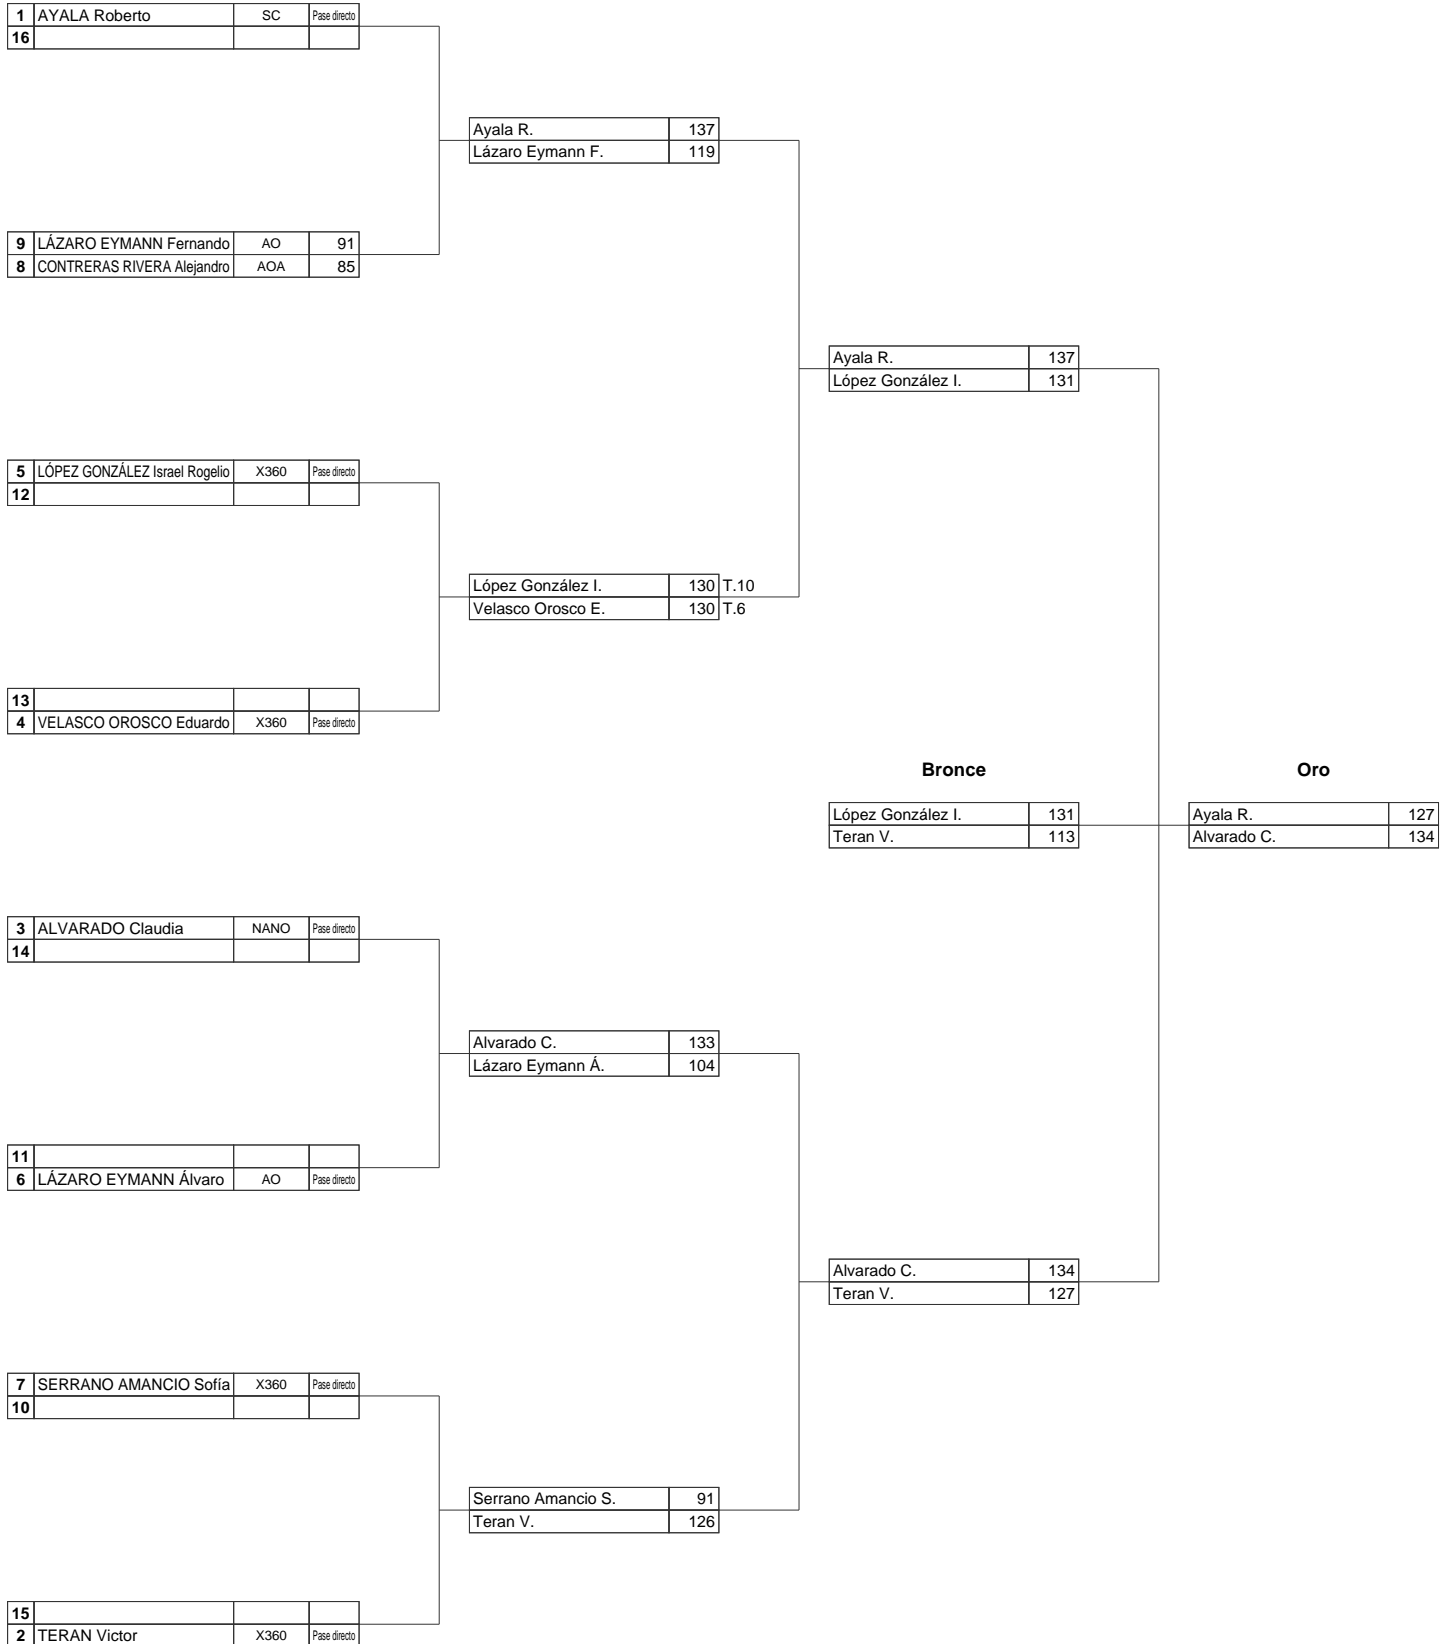 1 AYALA Roberto SC Pase directo
16
Ayala R. 137
Lázaro Eymann F. 119
9 LÁZARO EYMANN Fernando AO 91
8 CONTRERAS RIVERA Alejandro AOA 85
Ayala R. 137
López González I. 131
5 LÓPEZ GONZÁLEZ Israel Rogelio X360 Pase directo
12
López González I. 130 T.10
Velasco Orosco E. 130 T.6
13
4 VELASCO OROSCO Eduardo X360 Pase directo
Bronce Oro
López González I. 131 Ayala R. 127
Teran V. 113 Alvarado C. 134
3 ALVARADO Claudia NANO Pase directo
14
Alvarado C. 133
Lázaro Eymann Á. 104
11
6 LÁZARO EYMANN Álvaro AO Pase directo
Alvarado C. 134
Teran V. 127
7 SERRANO AMANCIO Sofía X360 Pase directo
10
Serrano Amancio S. 91
Teran V. 126
15
2 TERAN Victor X360 Pase directo